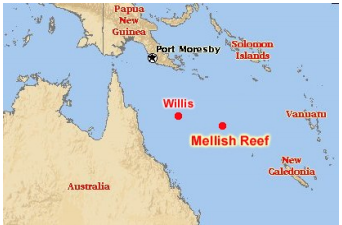 Papua
New
Guinea
Port Moresby
Solomon
Islands
Willis
Mellish Reef
Vanuatu
New
Caledonia
Australia